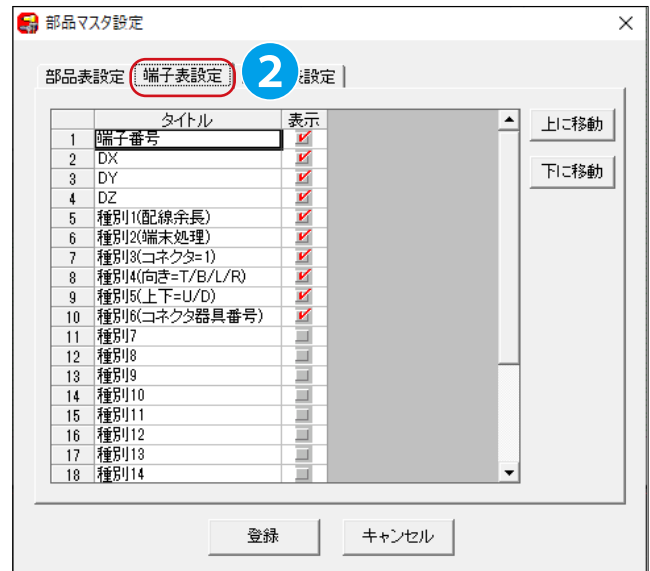 部品マスタ設定
部品表設定 端子表設定 2 表設定
タイトル 表示
1 端子番号
2 DX
3 DY
4 DZ
5 種別1(配線余長)
6 種別2(端末処理)
7 種別3(コネクタ=1)
8 種別4(向き=T/B/L/R)
9 種別5(上下=U/D)
10 種別6(コネクタ器具番号)
11 種別7
12 種別8
13 種別9
14 種別10
15 種別11
16 種別12
17 種別13
18 種別14
上に移動
下に移動
登録 キャンセル